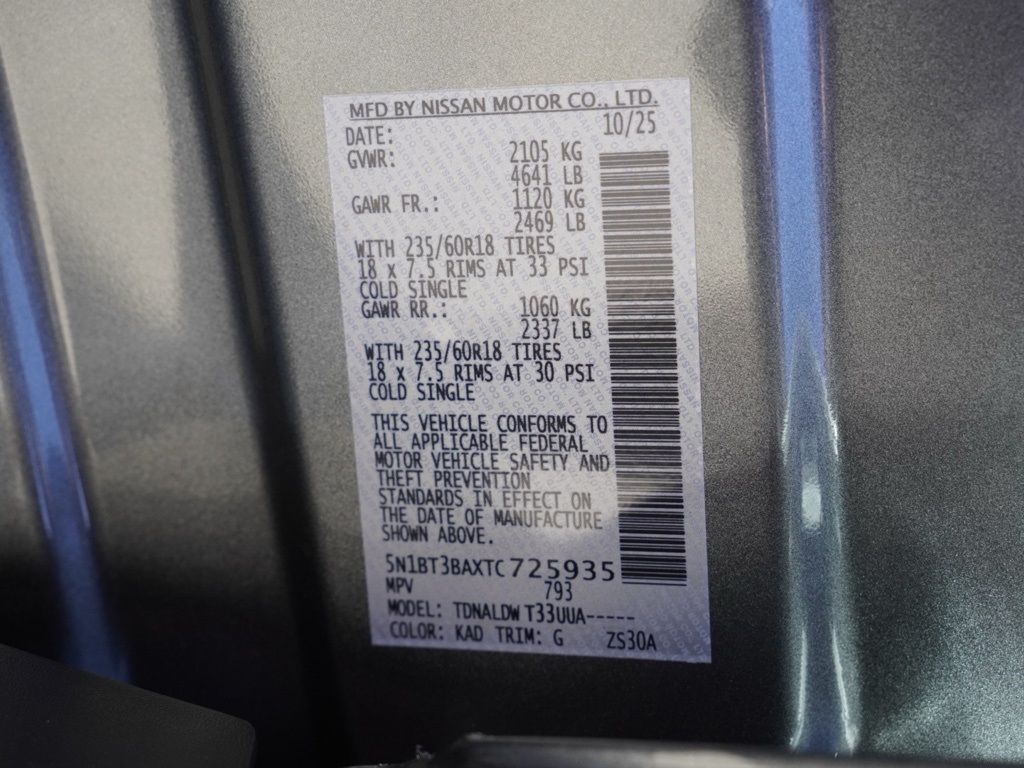 MFD BY NISSAN MOTOR CO., LTD.
DATE: 10/25
GVWR: 2105 KG
4641 LB
GAWR FR.: 1120 KG
2469 LB
WITH 235/60R18 TIRES
18 x 7.5 RIMS AT 33 PSI
COLD SINGLE
GAWR RR.: 1060 KG
2337 LB
WITH 235/60R18 TIRES
18 x 7.5 RIMS AT 30 PSI
COLD SINGLE
THIS VEHICLE CONFORMS TO
ALL APPLICABLE FEDERAL
MOTOR VEHICLE SAFETY AND
THEFT PREVENTION
STANDARDS IN EFFECT ON
THE DATE OF MANUFACTURE
SHOWN ABOVE.
5N1BT3BAXTC725935
MPV 793
MODEL: TDNALDW T33UUA-----
COLOR: KAD TRIM: G ZS30A